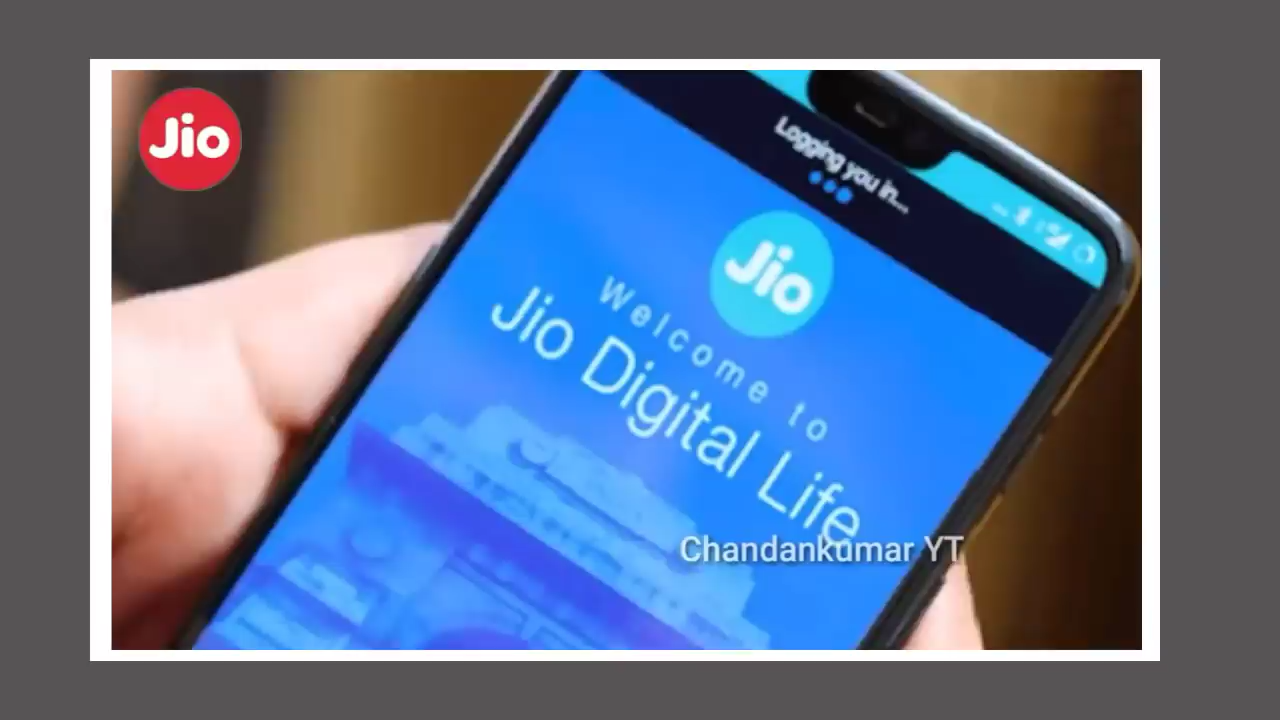 Jio
Logging you in...
Jio
Welcome to
Jio Digital Life
Chandankumar YT